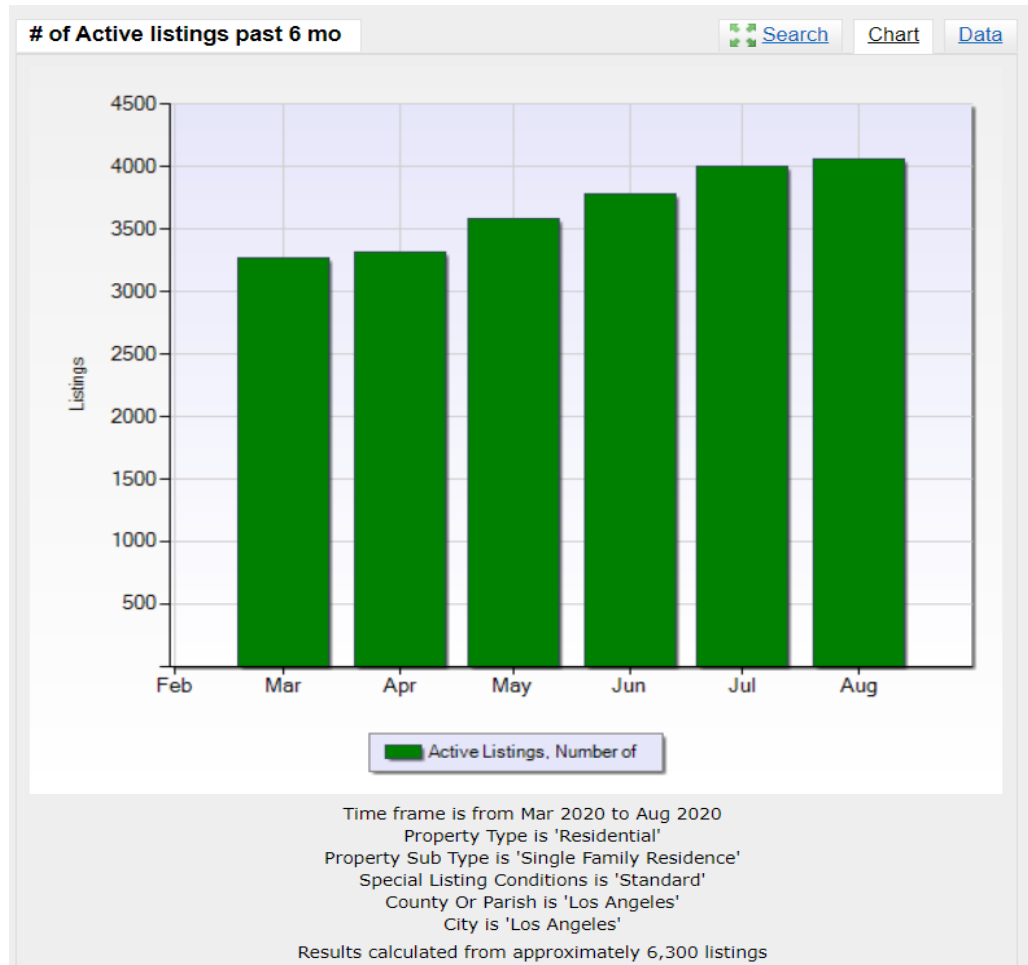 # of Active listings past 6 mo
Search Chart Data
4500
4000
3500
3000
2500
2000
1500
1000
500
Listings
Feb Mar Apr May Jun Jul Aug
Active Listings, Number of
Time frame is from Mar 2020 to Aug 2020
Property Type is 'Residential'
Property Sub Type is 'Single Family Residence'
Special Listing Conditions is 'Standard'
County Or Parish is 'Los Angeles'
City is 'Los Angeles'
Results calculated from approximately 6,300 listings